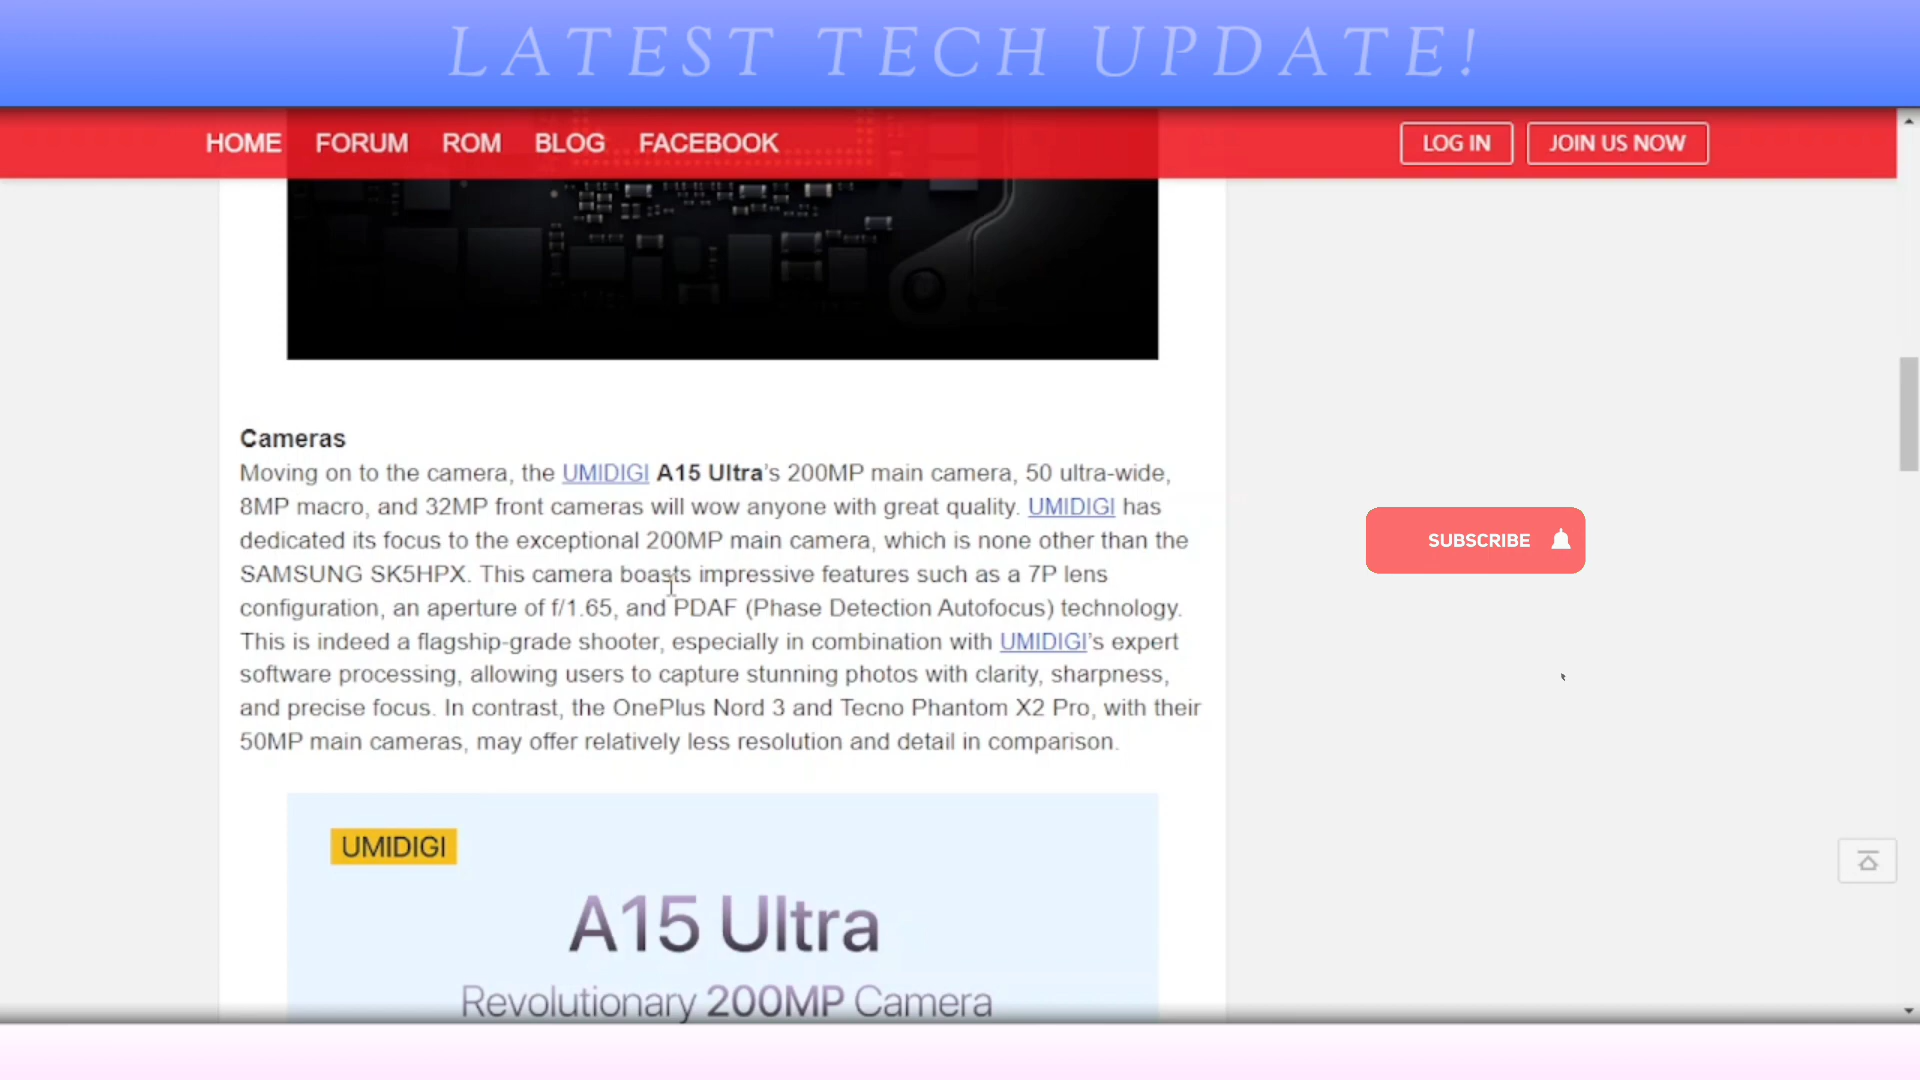 LATEST TECH UPDATE!
HOME FORUM ROM BLOG FACEBOOK LOG IN JOIN US NOW
Cameras
Moving on to the camera, the UMIDIGI A15 Ultra's 200MP main camera, 50 ultra-wide,
8MP macro, and 32MP front cameras will wow anyone with great quality. UMIDIGI has
dedicated its focus to the exceptional 200MP main camera, which is none other than the
SAMSUNG SK5HPX. This camera boasts impressive features such as a 7P lens
configuration, an aperture of f/1.65, and PDAF (Phase Detection Autofocus) technology.
This is indeed a flagship-grade shooter, especially in combination with UMIDIGI's expert
software processing, allowing users to capture stunning photos with clarity, sharpness,
and precise focus. In contrast, the OnePlus Nord 3 and Tecno Phantom X2 Pro, with their
50MP main cameras, may offer relatively less resolution and detail in comparison.
SUBSCRIBE
UMIDIGI
A15 Ultra
Revolutionary 200MP Camera